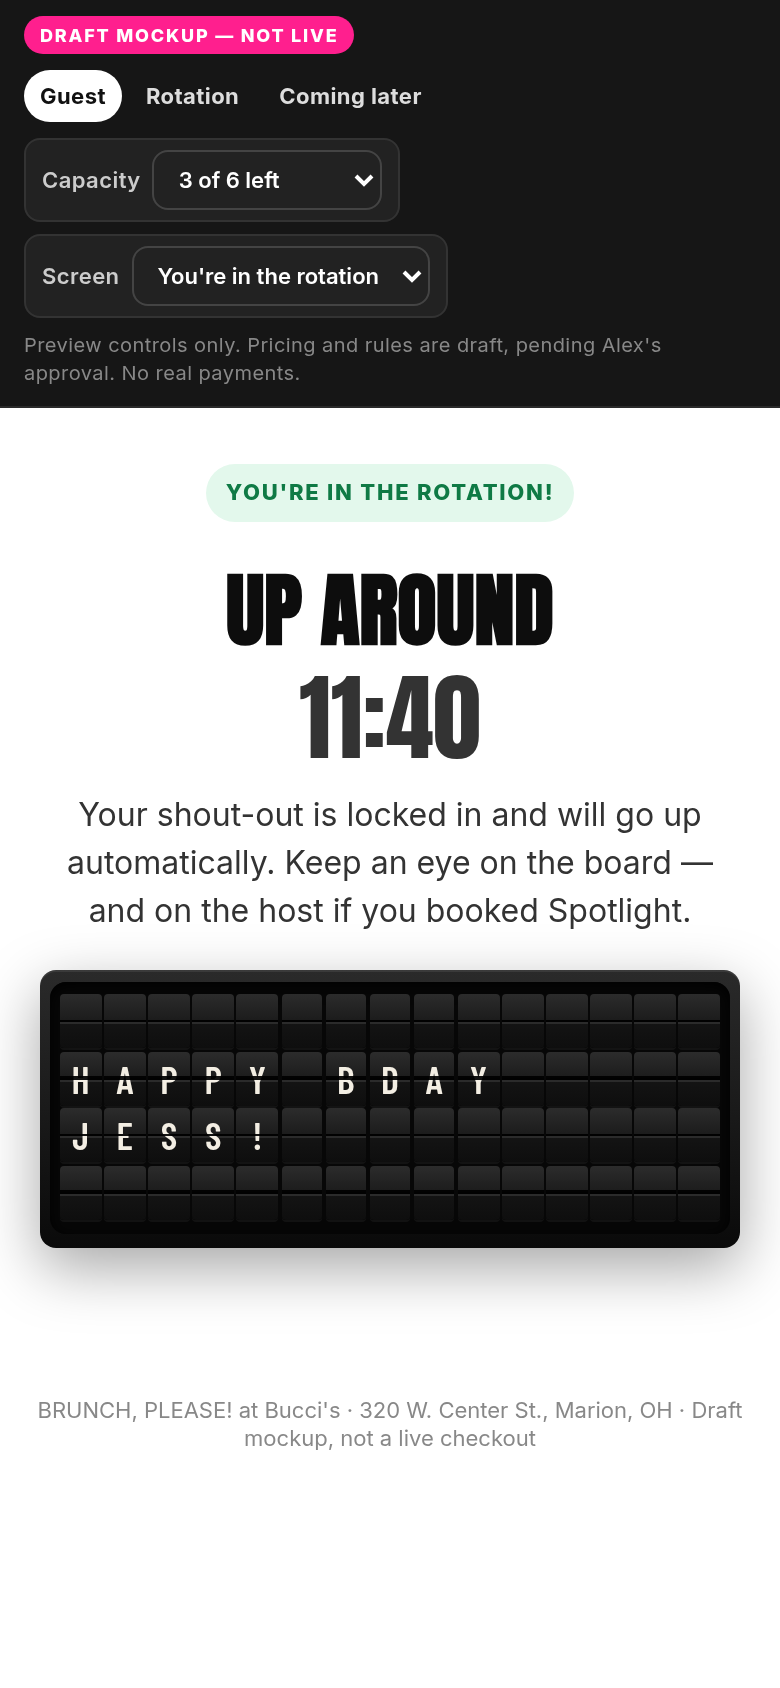 DRAFT MOCKUP — NOT LIVE
Guest Rotation Coming later
Capacity 3 of 6 left
Screen You're in the rotation
Preview controls only. Pricing and rules are draft, pending Alex's
approval. No real payments.
YOU'RE IN THE ROTATION!
UP AROUND
11:40
Your shout-out is locked in and will go up
automatically. Keep an eye on the board —
and on the host if you booked Spotlight.
HAPPY BDAY
JESS!
BRUNCH, PLEASE! at Bucci's · 320 W. Center St., Marion, OH · Draft
mockup, not a live checkout